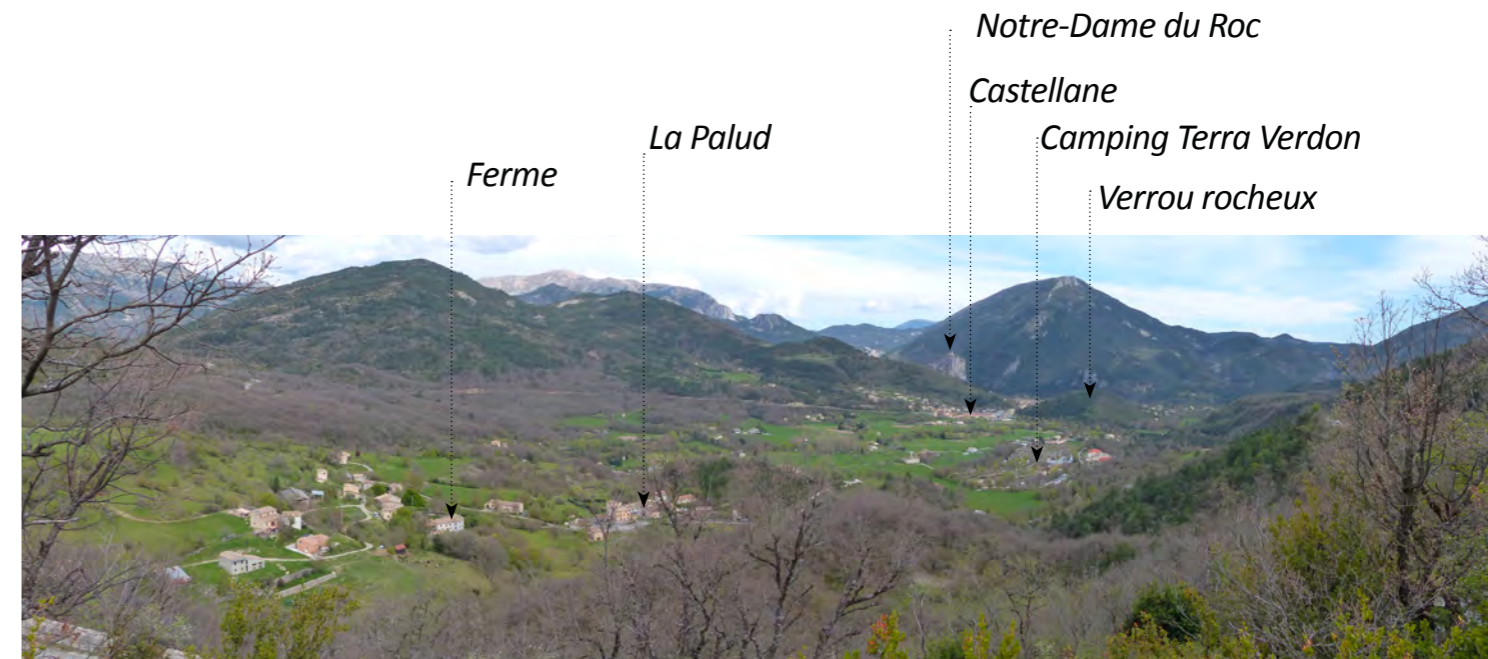 Notre-Dame du Roc
Castellane
La Palud
Camping Terra Verdon
Ferme
Verrou rocheux